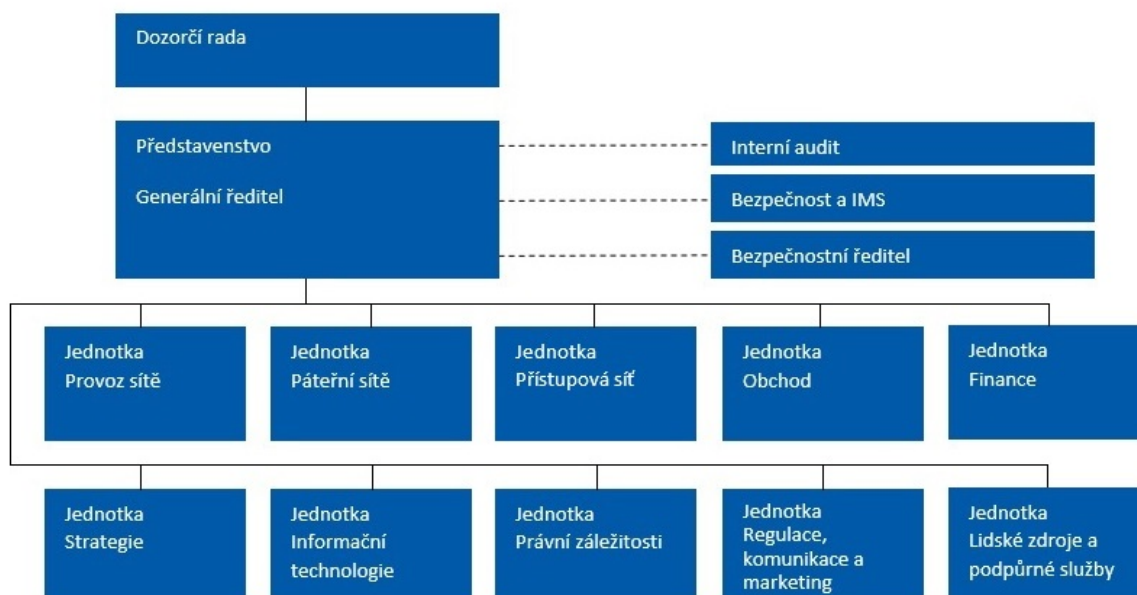 Dozorčí rada
Představenstvo
Generální ředitel
Interní audit
Bezpečnost a IMS
Bezpečnostní ředitel
Jednotka
Provoz sítě
Jednotka
Páteřní sítě
Jednotka
Přístupová síť
Jednotka
Obchod
Jednotka
Finance
Jednotka
Strategie
Jednotka
Informační
technologie
Jednotka
Právní záležitosti
Jednotka
Regulace,
komunikace a
marketing
Jednotka
Lidské zdroje a
podpůrné služby